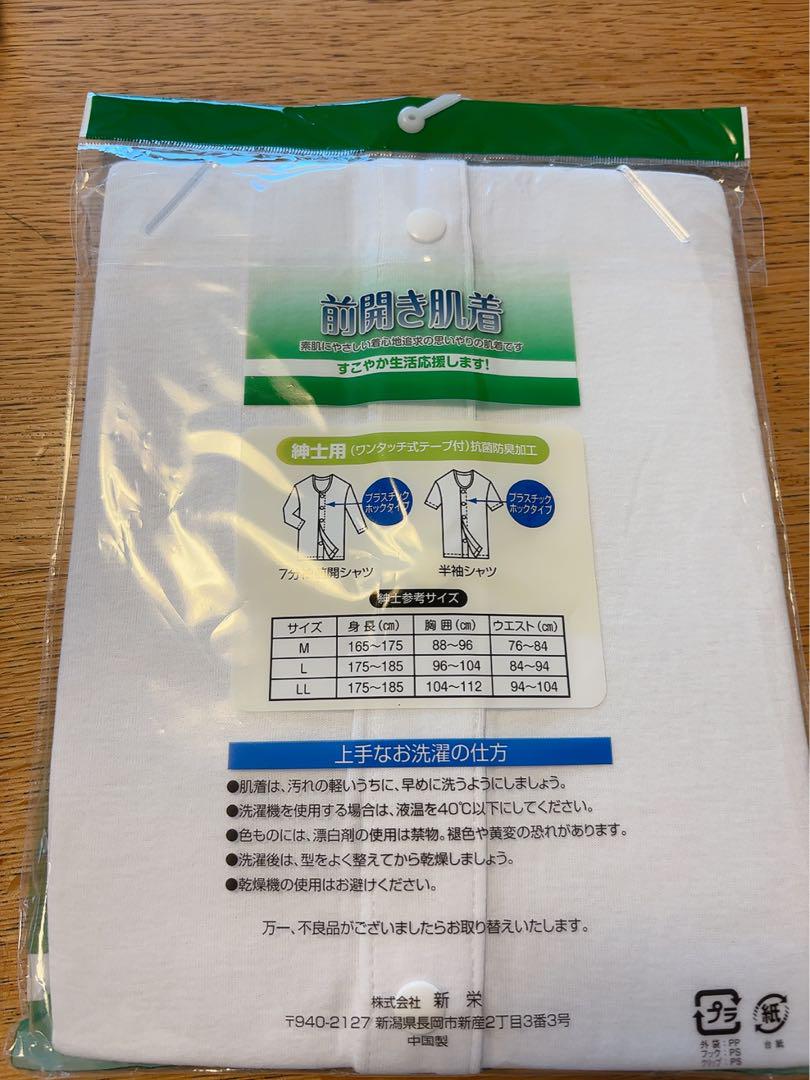 前開き肌着
素肌にやさしい着心地追求の思いやりの肌着です
すこやか生活応援します!
紳士用(ワンタッチ式テープ付)抗菌防臭加工
プラスチック
ホックタイプ
プラスチック
ホックタイプ
7分 前開シャツ
半袖シャツ
紳士参考サイズ
サイズ 身長(cm) 胸囲(cm) ウエスト(cm)
M 165〜175 88〜96 76〜84
L 175〜185 96〜104 84〜94
LL 175〜185 104〜112 94〜104
上手なお洗濯の仕方
●肌着は、汚れの軽いうちに、早めに洗うようにしましょう。
●洗濯機を使用する場合は、液温を40℃以下にしてください。
●色ものには、漂白剤の使用は禁物。褪色や黄変の恐れがあります。
●洗濯後は、型をよく整えてから乾燥しましょう。
●乾燥機の使用はお避けください。
万一、不良品がございましたらお取り替えいたします。
株式会社 新 栄
〒940-2127 新潟県長岡市新産2丁目3番3号
中国製
プラ
外袋:PP
フック:PS
クリップ:PS
紙
台紙